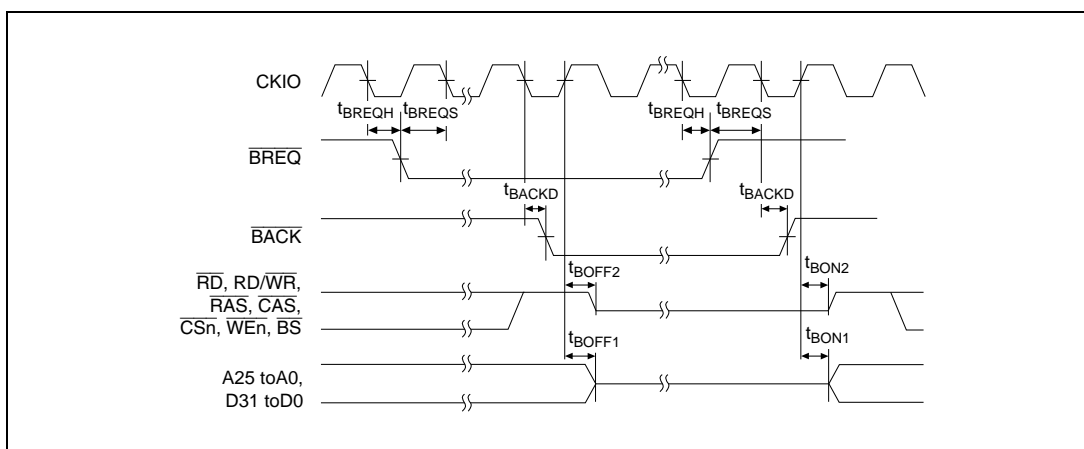 CKIO
tBREQH tBREQS tBREQH tBREQS
BREQ
tBACKD tBACKD
BACK
RD, RD/WR,
RAS, CAS,
CSn, WEn, BS
tBOFF2 tBON2
tBOFF1 tBON1
A25 toA0,
D31 toD0